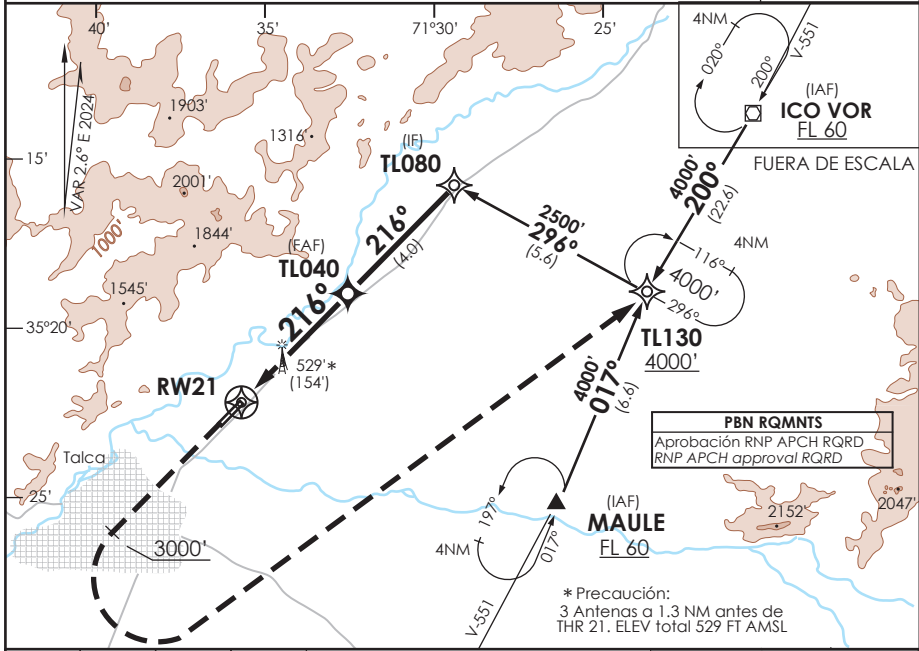 40'
35'
71°30'
25'
4NM
020°
200°
V-551
(IAF)
ICO VOR
FL 60
FUERA DE ESCALA
VAR 2.6° E 2024
1903'
1316'
15'
2001'
1000'
1844'
1545'
(IF)
TL080
216°
(4.0)
2500'
296°
(5.6)
4000'
200°
(22.6)
(FAF)
TL040
216°
116°
4NM
4000'
296°
TL130
4000'
35°20'
529'*
(154')
RW21
4000'
017°
(6.6)
PBN RQMNTS
Aprobación RNP APCH RQRD
RNP APCH approval RQRD
Talca
25'
3000'
197°
4NM
017°
V-551
(IAF)
MAULE
FL 60
2152'
2047'
* Precaución:
3 Antenas a 1.3 NM antes de
THR 21. ELEV total 529 FT AMSL